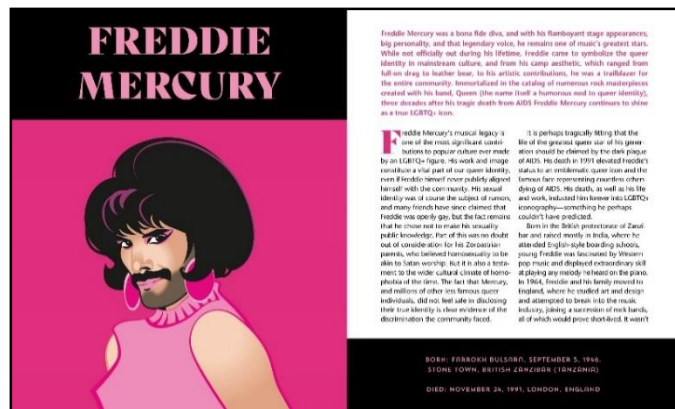 FREDDIE
MERCURY
Freddie Mercury was a bona fide diva, and with his flamboyant stage appearances,
big personality, and that legendary voice, he remains one of music's greatest stars.
While not officially out during his lifetime, Freddie came to symbolize the queer
identity in mainstream culture, and from his camp aesthetic, which ranged from
full-on drag to leather bear, to his artistic contributions, he was a trailblazer for
the entire community. Immortalized in the catalog of numerous rock masterpieces
created with his band, Queen (the name itself a humorous nod to queer identity),
three decades after his tragic death from AIDS Freddie Mercury continues to shine
as a true LGBTQ+ icon.
Freddie Mercury's musical legacy is
one of the most significant contri-
butions to popular culture ever made
by an LGBTQ+ figure. His work and image
constitute a vital part of our queer identity,
even if Freddie himself never publicly aligned
himself with the community. His sexual
identity was of course the subject of rumors,
and many friends have since claimed that
Freddie was openly gay, but the fact remains
that he chose not to make his sexuality
public knowledge. Part of this was no doubt
out of consideration for his Zoroastrian
parents, who believed homosexuality to be
akin to Satan worship. But it is also a testa-
ment to the wider cultural climate of homo-
phobia of the time. The fact that Mercury,
and millions of other less famous queer
individuals, did not feel safe in disclosing
their true identity is clear evidence of the
discrimination the community faced.
It is perhaps tragically fitting that the
life of the greatest queer star of his gener-
ation should be claimed by the dark plague
of AIDS. His death in 1991 elevated Freddie's
status to an emblematic queer icon and the
famous face representing countless others
dying of AIDS. His death, as well as his life
and work, inducted him forever into LGBTQ+
iconography—something he perhaps
couldn't have predicted.
Born in the British protectorate of Zanzi-
bar and raised mostly in India, where he
attended English-style boarding schools,
young Freddie was fascinated by Western
pop music and displayed extraordinary skill
at playing any melody he heard on the piano.
In 1964, Freddie and his family moved to
England, where he studied art and design
and attempted to break into the music
industry, joining a succession of rock bands,
all of which would prove short-lived. It wasn't
BORN: FARROKH BULSARA, SEPTEMBER 5, 1946,
STONE TOWN, BRITISH ZANZIBAR (TANZANIA)
DIED: NOVEMBER 24, 1991, LONDON, ENGLAND